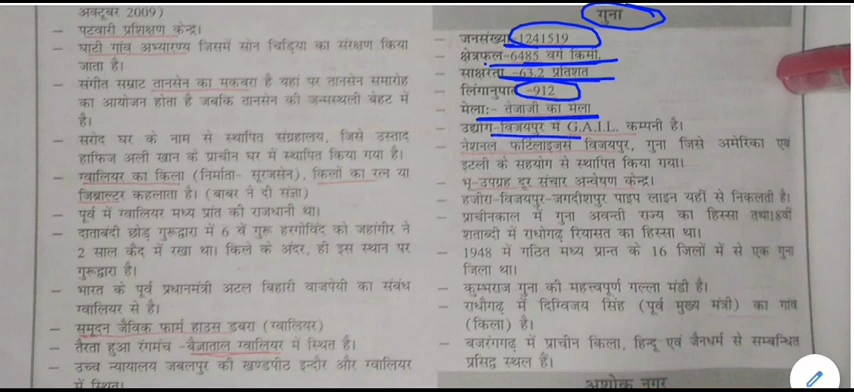 अक्टूबर 2009)
– पटवारी प्रशिक्षण केन्द्र।
– घाटी गांव अभ्यारण्य जिसमें सोन चिड़िया का संरक्षण किया
जाता है।
– संगीत सम्राट तानसेन का मकबरा है यहां पर तानसेन समारोह
का आयोजन होता है जबकि तानसेन की जन्मस्थली बेहट में
है।
– सरोद घर के नाम से स्थापित संग्रहालय, जिसे उस्ताद
हाफिज अली खान के प्राचीन घर में स्थापित किया गया है।
– ग्वालियर का किला (निर्माता- सूरजसेन), किलों का रत्न या
जिब्राल्टर कहलाता है। (बाबर ने दी संज्ञा)
– पूर्व में ग्वालियर मध्य प्रांत की राजधानी था।
– दाताबंदी छोड़ गुरूद्वारा में 6 वें गुरू हरगोविंद को जहांगीर ने
2 साल कैद में रखा था। किले के अंदर, ही इस स्थान पर
गुरूद्वारा है।
– भारत के पूर्व प्रधानमंत्री अटल बिहारी वाजपेयी का संबंध
ग्वालियर से है।
– सुमूदन जैविक फार्म हाउस डबरा (ग्वालियर)
– तैरता हुआ रंगमंच -बैजाताल ग्वालियर में स्थित है।
– उच्च न्यायालय जबलपुर की खण्डपीठ इन्दौर और ग्वालियर
में स्थित।
गुना
– जनसंख्या-1241519
– क्षेत्रफल-6485 वर्ग किमी.
– साक्षरता -63.2 प्रतिशत
– लिंगानुपात -912
– मेला:- तेजाजी का मेला
– उद्योग-विजयपुर में G.A.I.L. कम्पनी है।
– नेशनल फर्टिलाइजर्स विजयपुर, गुना जिसे अमेरिका एवं
इटली के सहयोग से स्थापित किया गया।
– भू-उपग्रह दूर संचार अन्वेषण केन्द्र।
– हजीरा-विजयपुर-जगदीशपुर पाइप लाइन यहीं से निकलती है।
– प्राचीनकाल में गुना अवन्ती राज्य का हिस्सा तथा18वीं
शताब्दी में राधोगढ़ रियासत का हिस्सा था।
– 1948 में गठित मध्य प्रान्त के 16 जिलों में से एक गुना
जिला था।
– कुम्भराज गुना की महत्त्वपूर्ण गल्ला मंडी है।
– राधौगढ़ में दिग्विजय सिंह (पूर्व मुख्य मंत्री) का गांव
(किला) है।
– बजरंगगढ़ में प्राचीन किला, हिन्दू एवं जैनधर्म से सम्बन्धित
प्रसिद्ध स्थल हैं।
अशोक नगर